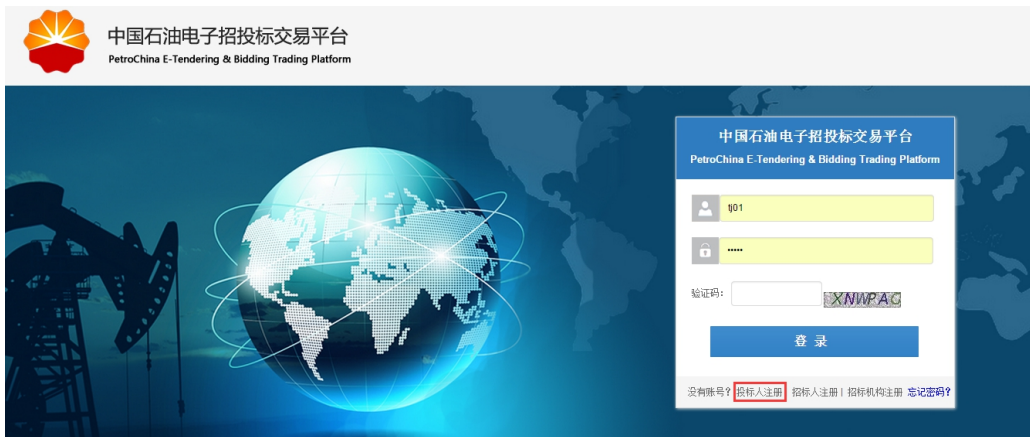 中国石油电子招投标交易平台
PetroChina E-Tendering & Bidding Trading Platform
中国石油电子招投标交易平台
PetroChina E-Tendering & Bidding Trading Platform
tj01
•••••
验证码：
XNWPAG
登 录
没有账号？ 投标人注册 招标人注册 | 招标机构注册 忘记密码？